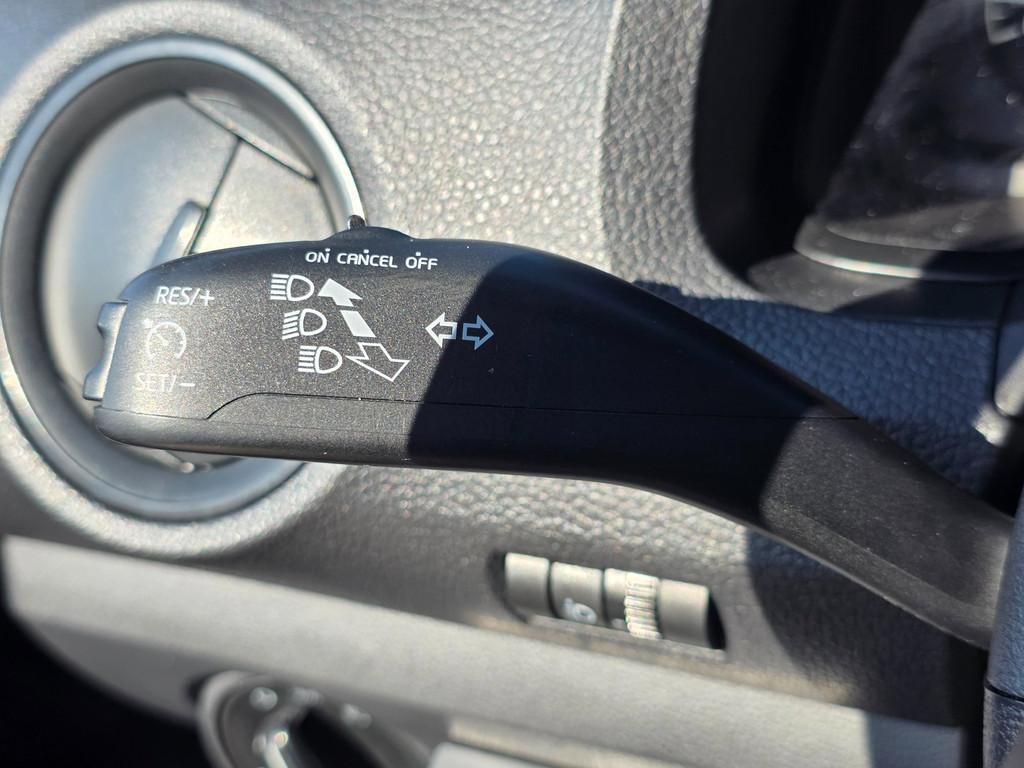 ON CANCEL OFF
RES/+
SET/-